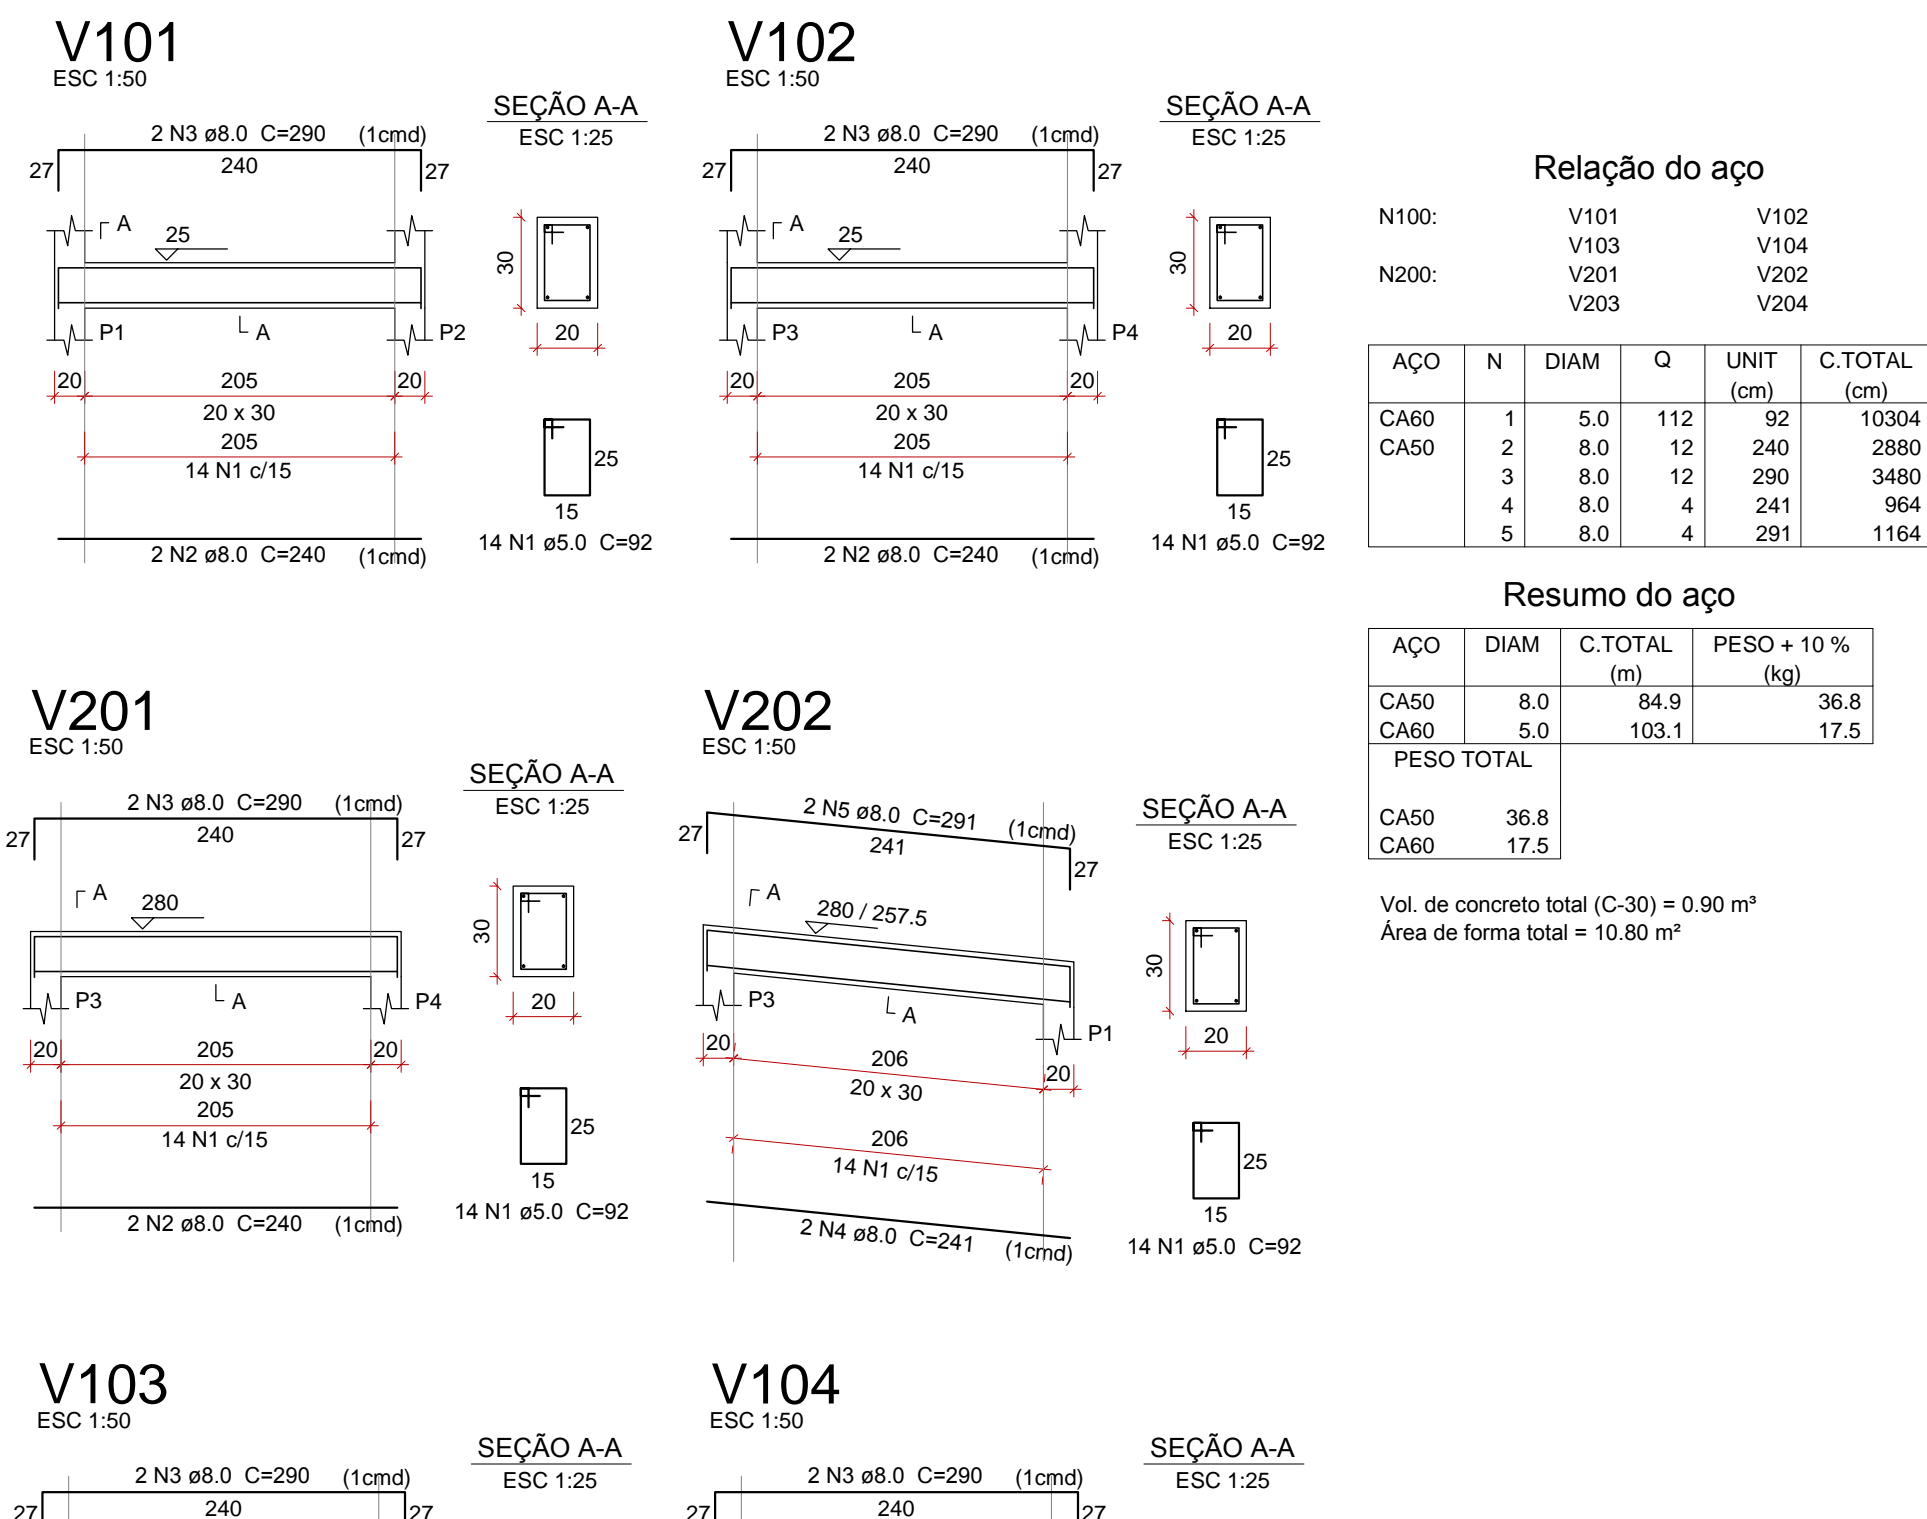 V101
ESC 1:50
SEÇÃO A-A
ESC 1:25
2 N3 ø8.0 C=290 (1cmd)
27 240 27
A
25
30
P1 A P2
20
20 205 20
20 x 30
205
14 N1 c/15
25
15
14 N1 ø5.0 C=92
2 N2 ø8.0 C=240 (1cmd)
V102
ESC 1:50
SEÇÃO A-A
ESC 1:25
2 N3 ø8.0 C=290 (1cmd)
27 240 27
A
25
30
P3 A P4
20
20 205 20
20 x 30
205
14 N1 c/15
25
15
14 N1 ø5.0 C=92
2 N2 ø8.0 C=240 (1cmd)
Relação do aço
N100: V101 V102
V103 V104
N200: V201 V202
V203 V204
AÇO N DIAM Q UNIT C.TOTAL
(cm) (cm)
CA60 1 5.0 112 92 10304
CA50 2 8.0 12 240 2880
3 8.0 12 290 3480
4 8.0 4 241 964
5 8.0 4 291 1164
Resumo do aço
AÇO DIAM C.TOTAL PESO + 10 %
(m) (kg)
CA50 8.0 84.9 36.8
CA60 5.0 103.1 17.5
PESO TOTAL
CA50 36.8
CA60 17.5
Vol. de concreto total (C-30) = 0.90 m³
Área de forma total = 10.80 m²
V201
ESC 1:50
SEÇÃO A-A
ESC 1:25
2 N3 ø8.0 C=290 (1cmd)
27 240 27
A
280
30
P3 A P4
20
20 205 20
20 x 30
205
14 N1 c/15
25
15
14 N1 ø5.0 C=92
2 N2 ø8.0 C=240 (1cmd)
V202
ESC 1:50
SEÇÃO A-A
ESC 1:25
2 N5 ø8.0 C=291 (1cmd)
27 241 27
A
280 / 257.5
30
P3 A P1
20
20 206 20
20 x 30
206
14 N1 c/15
25
15
14 N1 ø5.0 C=92
2 N4 ø8.0 C=241 (1cmd)
V103
ESC 1:50
SEÇÃO A-A
ESC 1:25
2 N3 ø8.0 C=290 (1cmd)
27 240 27
V104
ESC 1:50
SEÇÃO A-A
ESC 1:25
2 N3 ø8.0 C=290 (1cmd)
27 240 27